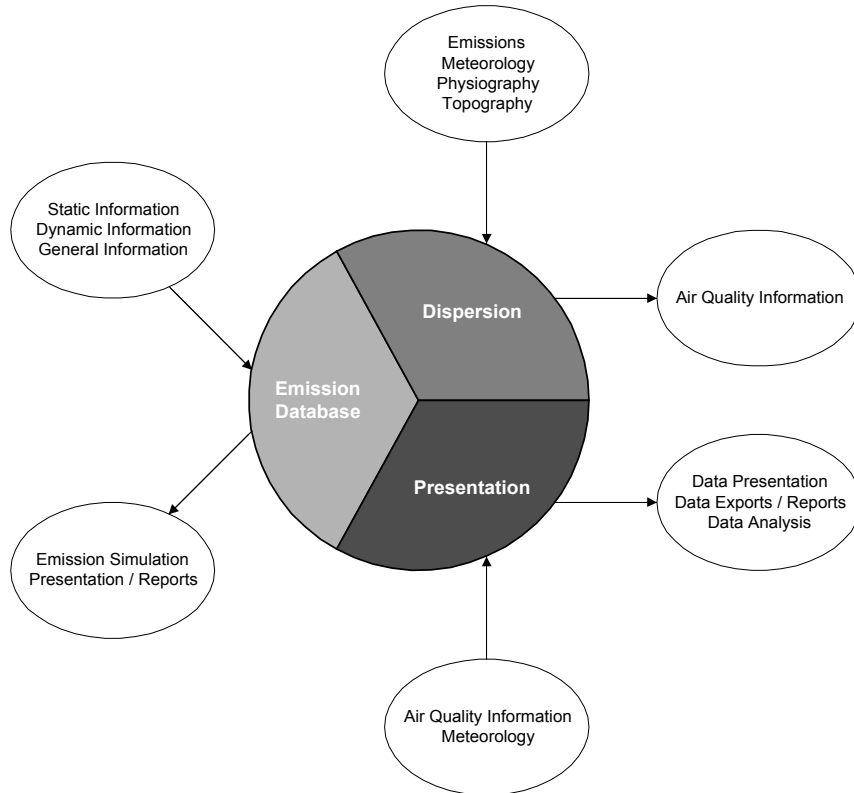 Emissions
Meteorology
Physiography
Topography
Static Information
Dynamic Information
General Information
Dispersion
Air Quality Information
Emission
Database
Presentation
Data Presentation
Data Exports / Reports
Data Analysis
Emission Simulation
Presentation / Reports
Air Quality Information
Meteorology